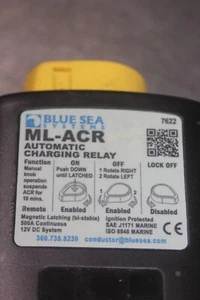 BLUE SEA
SYSTEMS
7622
ML-ACR
AUTOMATIC
CHARGING RELAY
Function ON OFF LOCK OFF
Manual knob operation suspends ACR for 10 mins.
Push DOWN until LATCHED
1 Rotate RIGHT
2 Rotate LEFT
Remote Enabled Enabled Disabled
Magnetic Latching (bi-stable)
500A Continuous
12V DC System
Ignition Protected
SAE J1171 MARINE
ISO 8846 MARINE
360.738.8230 conductor@bluesea.com